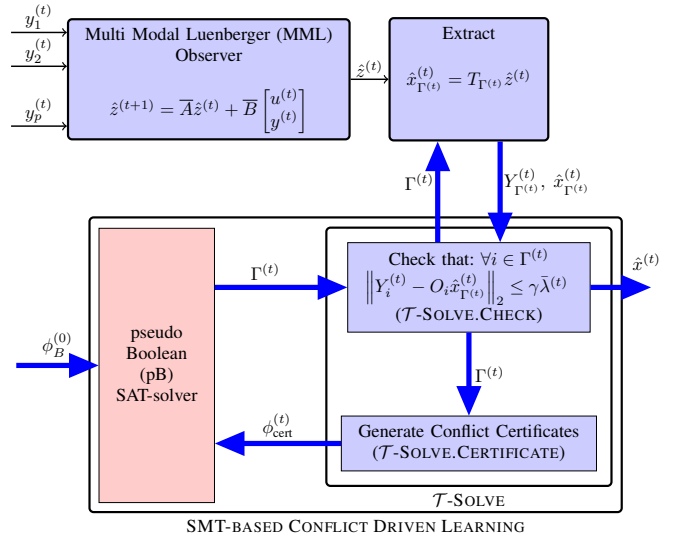 y_1^{(t)}
y_2^{(t)}
y_p^{(t)}
Multi Modal Luenberger (MML)
Observer
\hat{z}^{(t+1)} = \overline{A}\hat{z}^{(t)} + \overline{B} \begin{bmatrix} u^{(t)} \\ y^{(t)} \end{bmatrix}
\hat{z}^{(t)}
Extract
\hat{x}_{\Gamma^{(t)}}^{(t)} = T_{\Gamma^{(t)}} \hat{z}^{(t)}
\Gamma^{(t)}
Y_{\Gamma^{(t)}}^{(t)}, \hat{x}_{\Gamma^{(t)}}^{(t)}
\phi_B^{(0)}
pseudo
Boolean
(pB)
SAT-solver
\Gamma^{(t)}
Check that: \forall i \in \Gamma^{(t)}
\left\| Y_i^{(t)} - O_i \hat{x}_{\Gamma^{(t)}}^{(t)} \right\|_2 \leq \gamma \bar{\lambda}^{(t)}
(\mathcal{T}-SOLVE.CHECK)
\hat{x}^{(t)}
\Gamma^{(t)}
\phi_{cert}^{(t)}
Generate Conflict Certificates
(\mathcal{T}-SOLVE.CERTIFICATE)
\mathcal{T}-SOLVE
SMT-BASED CONFLICT DRIVEN LEARNING